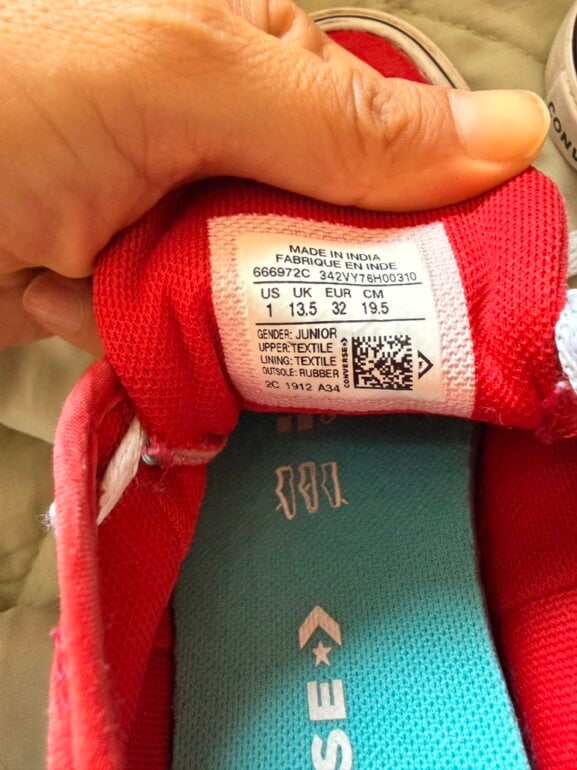 MADE IN INDIA
FABRIQUE EN INDE
666972C 342VY76H00310
US UK EUR CM
1 13.5 32 19.5
GENDER: JUNIOR
UPPER: TEXTILE
LINING: TEXTILE
OUTSOLE: RUBBER
CONVERSE
2C 1912 A34